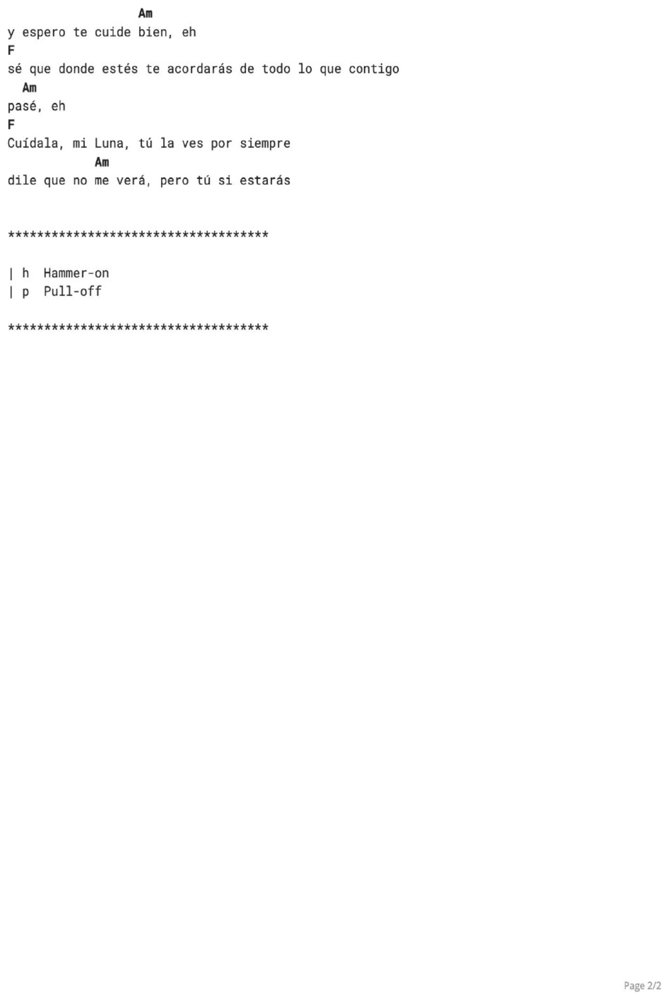 Am
y espero te cuide bien, eh
F
sé que donde estés te acordarás de todo lo que contigo
Am
pasé, eh
F
Cuídala, mi Luna, tú la ves por siempre
Am
dile que no me verá, pero tú si estarás
************************************
| h  Hammer-on
| p  Pull-off
************************************
Page 2/2